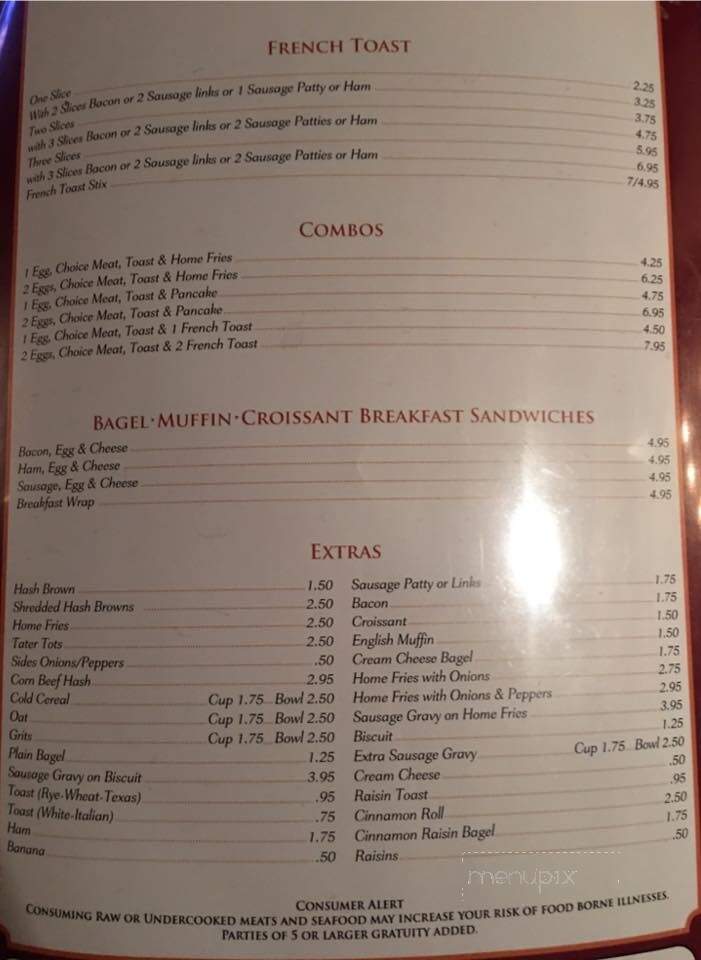 FRENCH TOAST
One Slice 2.25
With 2 Slices Bacon or 2 Sausage links or 1 Sausage Patty or Ham 3.25
Two Slices 3.75
with 3 Slices Bacon or 2 Sausage links or 2 Sausage Patties or Ham 4.75
Three Slices 5.95
with 3 Slices Bacon or 2 Sausage links or 2 Sausage Patties or Ham 6.95
French Toast Stix 7/4.95
COMBOS
1 Egg, Choice Meat, Toast & Home Fries 4.25
2 Eggs, Choice Meat, Toast & Home Fries 6.25
1 Egg, Choice Meat, Toast & Pancake 4.75
2 Eggs, Choice Meat, Toast & Pancake 6.95
1 Egg, Choice Meat, Toast & 1 French Toast 4.50
2 Eggs, Choice Meat, Toast & 2 French Toast 7.95
BAGEL·MUFFIN·CROISSANT BREAKFAST SANDWICHES
Bacon, Egg & Cheese 4.95
Ham, Egg & Cheese 4.95
Sausage, Egg & Cheese 4.95
Breakfast Wrap 4.95
EXTRAS
Hash Brown 1.50
Shredded Hash Browns 2.50
Home Fries 2.50
Tater Tots 2.50
Sides Onions/Peppers .50
Corn Beef Hash 2.95
Cold Cereal Cup 1.75 Bowl 2.50
Oat Cup 1.75 Bowl 2.50
Grits Cup 1.75 Bowl 2.50
Plain Bagel 1.25
Sausage Gravy on Biscuit 3.95
Toast (Rye-Wheat-Texas) .95
Toast (White-Italian) .75
Ham 1.75
Banana .50
Sausage Patty or Links 1.75
Bacon 1.75
Croissant 1.50
English Muffin 1.50
Cream Cheese Bagel 1.75
Home Fries with Onions 2.75
Home Fries with Onions & Peppers 2.95
Sausage Gravy on Home Fries 3.95
Biscuit 1.25
Extra Sausage Gravy Cup 1.75 Bowl 2.50
Cream Cheese .50
Raisin Toast .95
Cinnamon Roll 2.50
Cinnamon Raisin Bagel 1.75
Raisins .50
menupix
CONSUMER ALERT
CONSUMING RAW OR UNDERCOOKED MEATS AND SEAFOOD MAY INCREASE YOUR RISK OF FOOD BORNE ILLNESSES.
PARTIES OF 5 OR LARGER GRATUITY ADDED.